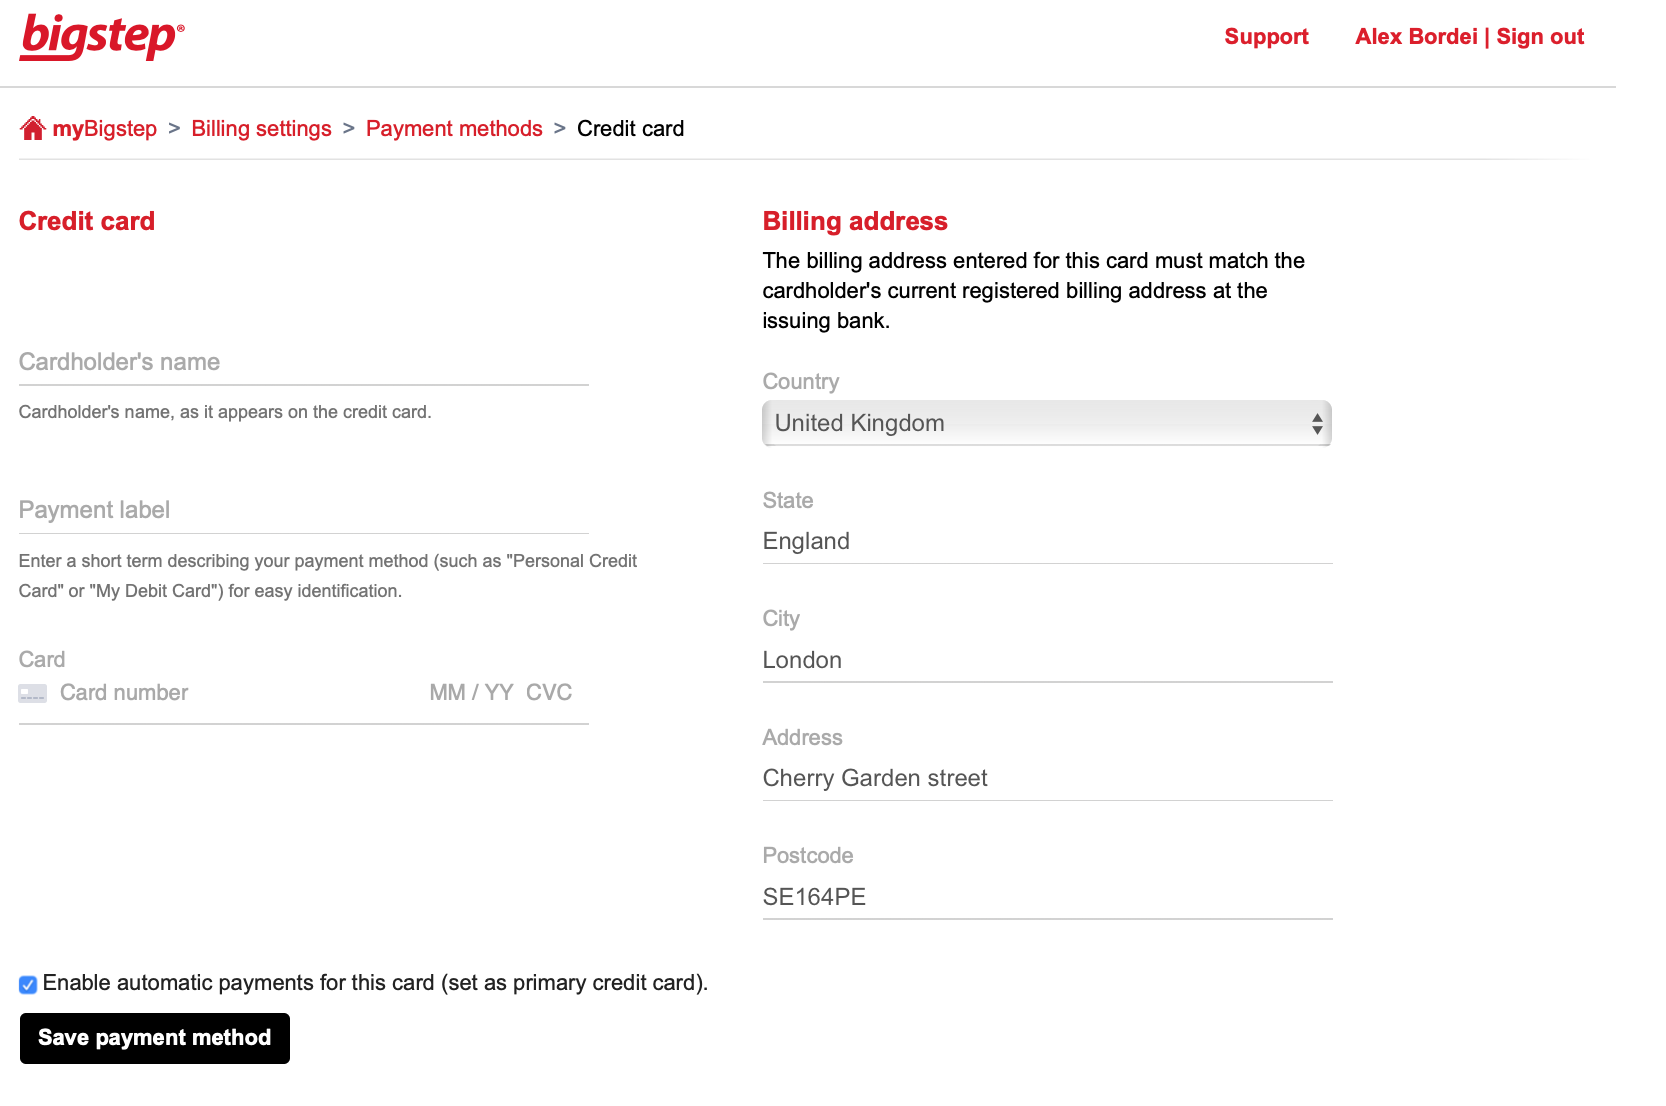 bigstep®
Support
Alex Bordei | Sign out
myBigstep > Billing settings > Payment methods > Credit card
Credit card
Cardholder's name
Cardholder's name, as it appears on the credit card.
Payment label
Enter a short term describing your payment method (such as "Personal Credit
Card" or "My Debit Card") for easy identification.
Card
Card number MM / YY CVC
Billing address
The billing address entered for this card must match the
cardholder's current registered billing address at the
issuing bank.
Country
United Kingdom
State
England
City
London
Address
Cherry Garden street
Postcode
SE164PE
Enable automatic payments for this card (set as primary credit card).
Save payment method